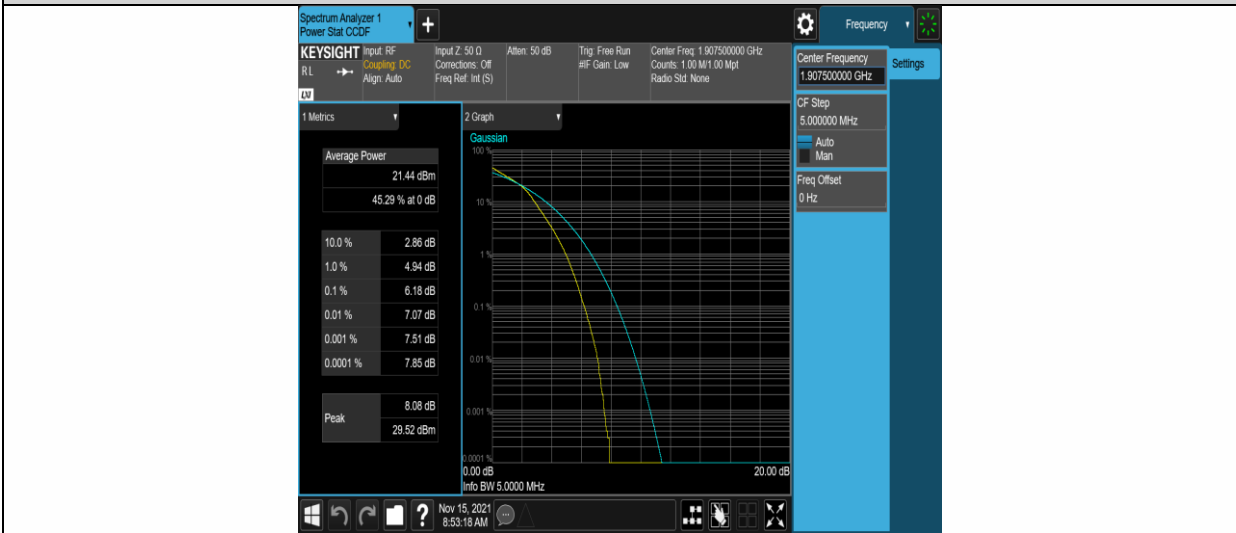 Spectrum Analyzer 1
Power Stat CCDF
+
Frequency
KEYSIGHT
RL
LXI
Input: RF
Coupling: DC
Align: Auto
Input Z: 50 Ω
Corrections: Off
Freq Ref: Int (S)
Atten: 50 dB
Trig: Free Run
#IF Gain: Low
Center Freq: 1.907500000 GHz
Counts: 1.00 M/1.00 Mpt
Radio Std: None
Center Frequency
1.907500000 GHz
Settings
CF Step
5.000000 MHz
Auto
Man
Freq Offset
0 Hz
1 Metrics
Average Power
21.44 dBm
45.29 % at 0 dB
10.0 % 2.86 dB
1.0 % 4.94 dB
0.1 % 6.18 dB
0.01 % 7.07 dB
0.001 % 7.51 dB
0.0001 % 7.85 dB
Peak
8.08 dB
29.52 dBm
2 Graph
Gaussian
100 %
10 %
1 %
0.1 %
0.01 %
0.001 %
0.0001 %
0.00 dB 20.00 dB
Info BW 5.0000 MHz
?
Nov 15, 2021
8:53:18 AM